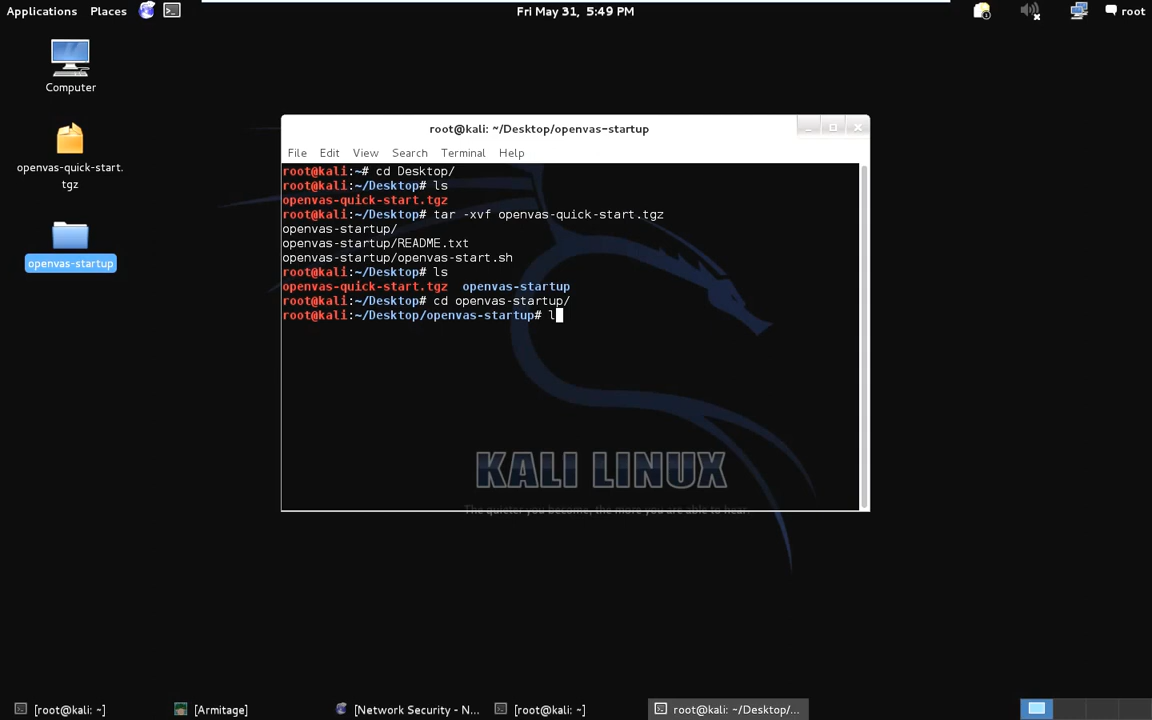 Applications Places Fri May 31, 5:49 PM root
Computer
openvas-quick-start.
tgz
openvas-startup
root@kali: ~/Desktop/openvas-startup
File Edit View Search Terminal Help
root@kali:~# cd Desktop/
root@kali:~/Desktop# ls
openvas-quick-start.tgz
root@kali:~/Desktop# tar -xvf openvas-quick-start.tgz
openvas-startup/
openvas-startup/README.txt
openvas-startup/openvas-start.sh
root@kali:~/Desktop# ls
openvas-quick-start.tgz openvas-startup
root@kali:~/Desktop# cd openvas-startup/
root@kali:~/Desktop/openvas-startup# l
KALI LINUX
The quieter you become, the more you are able to hear.
[root@kali: ~] [Armitage] [Network Security - N... [root@kali: ~] root@kali: ~/Desktop/...